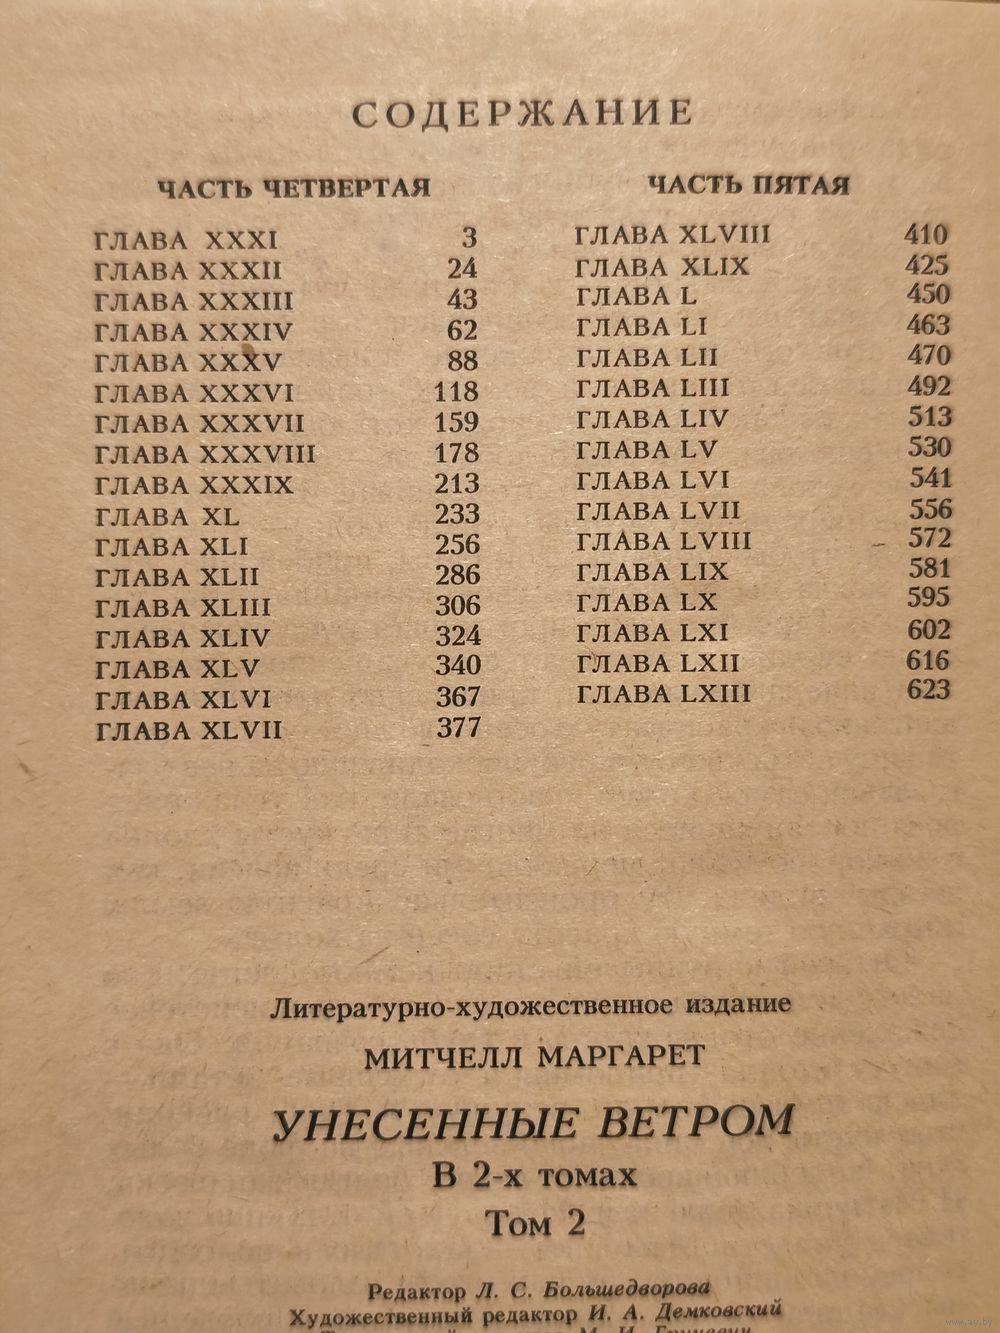 СОДЕРЖАНИЕ
ЧАСТЬ ЧЕТВЕРТАЯ
ГЛАВА XXXI 3
ГЛАВА XXXII 24
ГЛАВА XXXIII 43
ГЛАВА XXXIV 62
ГЛАВА XXXV 88
ГЛАВА XXXVI 118
ГЛАВА XXXVII 159
ГЛАВА XXXVIII 178
ГЛАВА XXXIX 213
ГЛАВА XL 233
ГЛАВА XLI 256
ГЛАВА XLII 286
ГЛАВА XLIII 306
ГЛАВА XLIV 324
ГЛАВА XLV 340
ГЛАВА XLVI 367
ГЛАВА XLVII 377
ЧАСТЬ ПЯТАЯ
ГЛАВА XLVIII 410
ГЛАВА XLIX 425
ГЛАВА L 450
ГЛАВА LI 463
ГЛАВА LII 470
ГЛАВА LIII 492
ГЛАВА LIV 513
ГЛАВА LV 530
ГЛАВА LVI 541
ГЛАВА LVII 556
ГЛАВА LVIII 572
ГЛАВА LIX 581
ГЛАВА LX 595
ГЛАВА LXI 602
ГЛАВА LXII 616
ГЛАВА LXIII 623
Литературно-художественное издание
МИТЧЕЛЛ МАРГАРЕТ
УНЕСЕННЫЕ ВЕТРОМ
В 2-х томах
Том 2
Редактор Л. С. Большедворова
Художественный редактор И. А. Демковский
www.ay.by